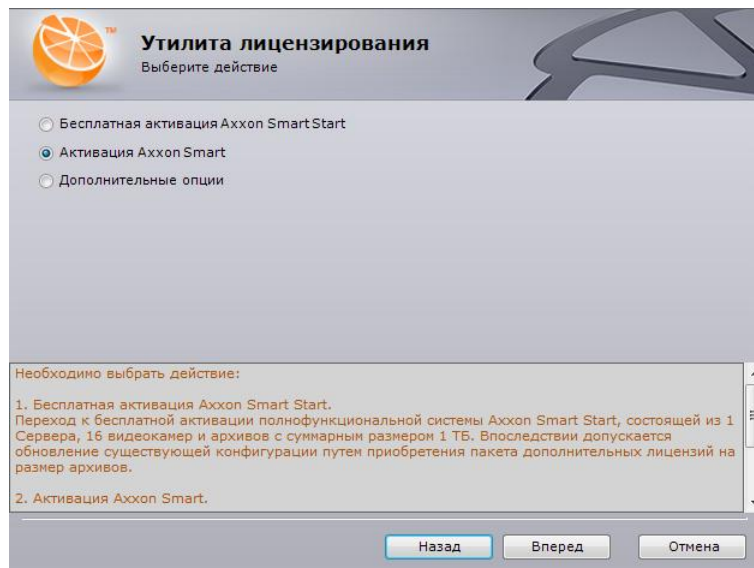 TM
Утилита лицензирования
Выберите действие
Бесплатная активация Axxon Smart Start
Активация Axxon Smart
Дополнительные опции
Необходимо выбрать действие:
1. Бесплатная активация Axxon Smart Start.
Переход к бесплатной активации полнофункциональной системы Axxon Smart Start, состоящей из 1
Сервера, 16 видеокамер и архивов с суммарным размером 1 ТБ. Впоследствии допускается
обновление существующей конфигурации путем приобретения пакета дополнительных лицензий на
размер архивов.
2. Активация Axxon Smart.
Назад
Вперед
Отмена